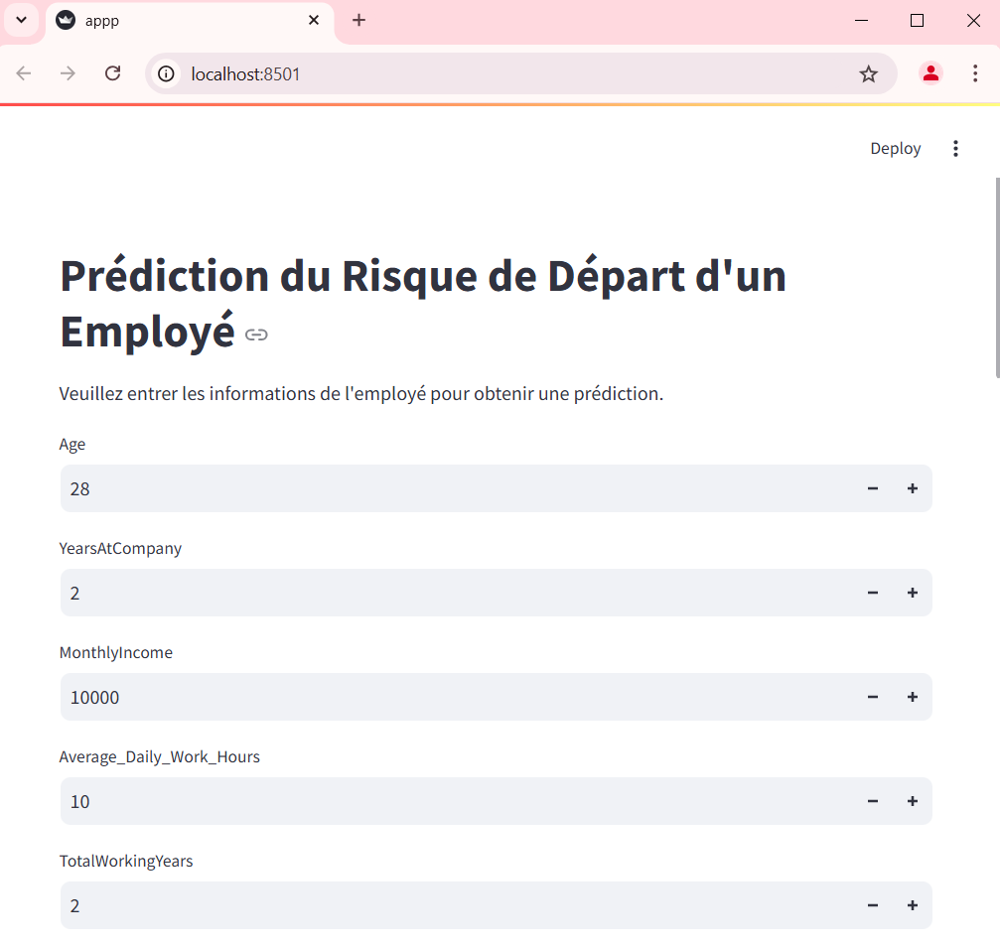 appp
localhost:8501
Deploy
Prédiction du Risque de Départ d'un
Employé
Veuillez entrer les informations de l'employé pour obtenir une prédiction.
Age
28
YearsAtCompany
2
MonthlyIncome
10000
Average_Daily_Work_Hours
10
TotalWorkingYears
2